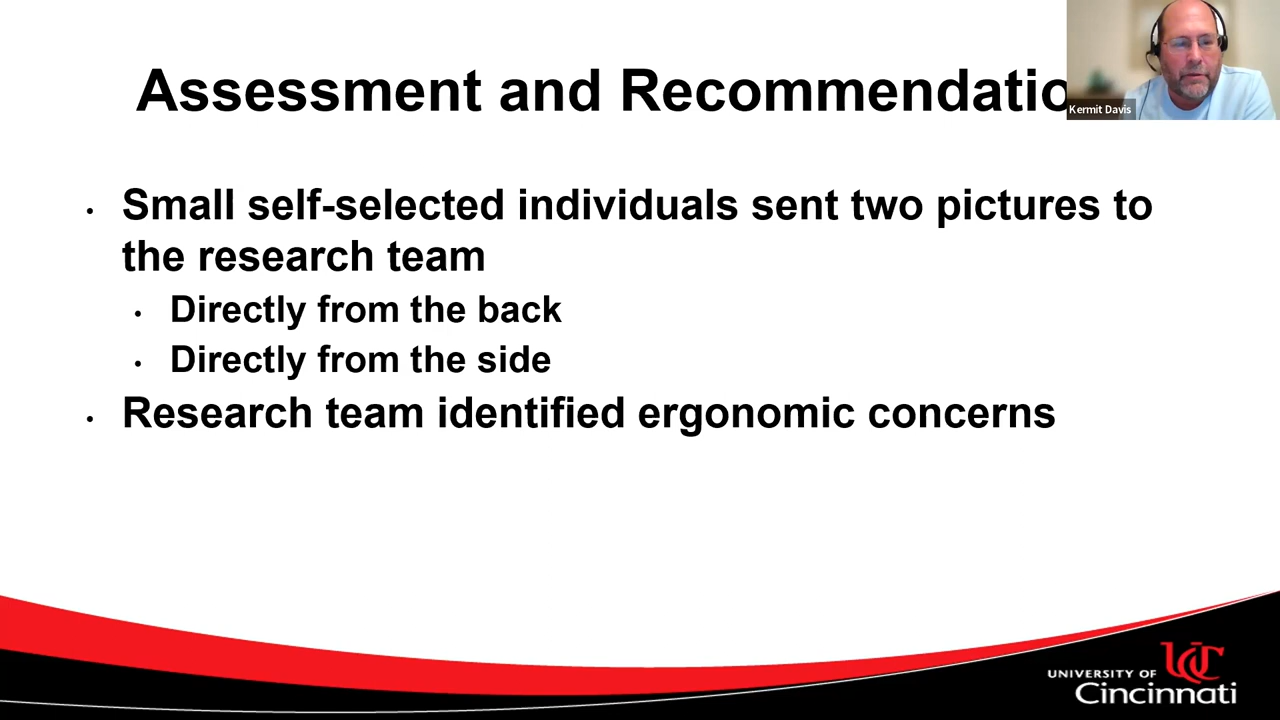 Assessment and Recommendatio
Kermit Davis
• Small self-selected individuals sent two pictures to
the research team
• Directly from the back
• Directly from the side
• Research team identified ergonomic concerns
UC
UNIVERSITY OF
Cincinnati